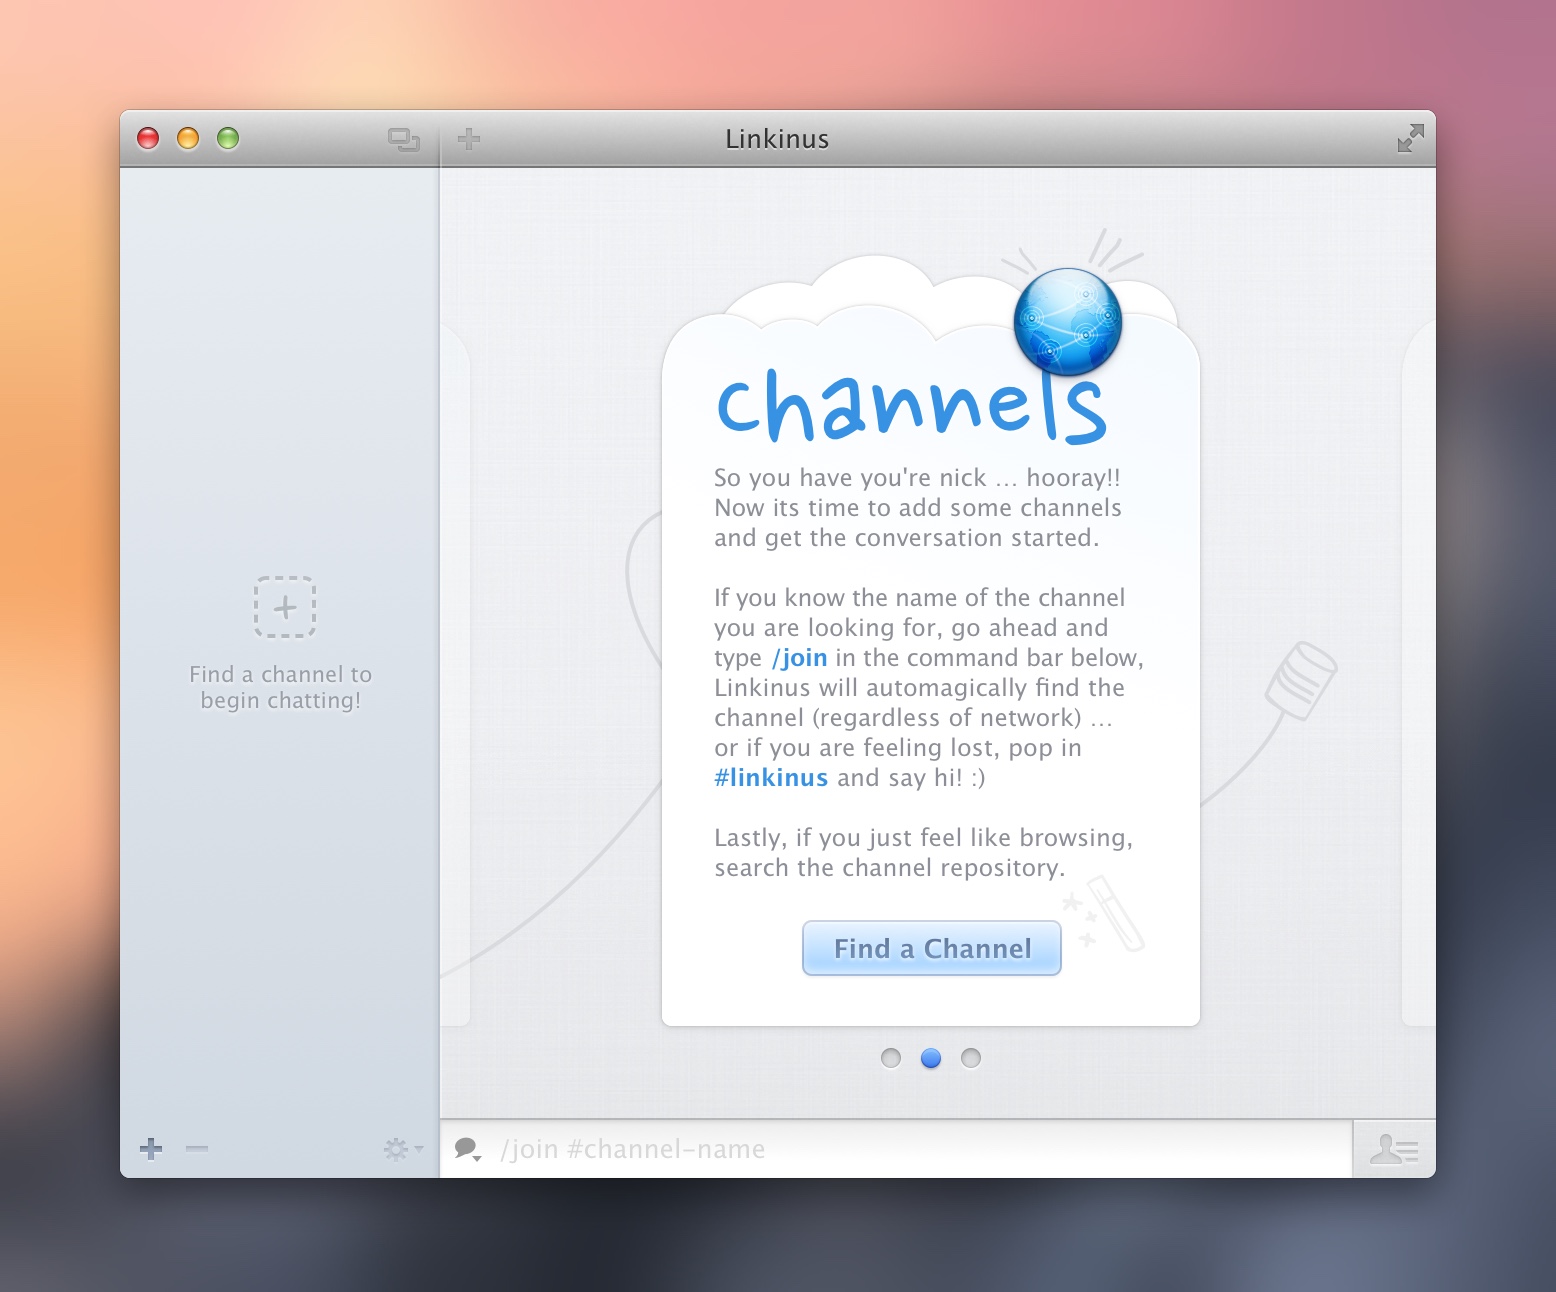 Linkinus
Find a channel to
begin chatting!
channels
So you have you're nick … hooray!!
Now its time to add some channels
and get the conversation started.
If you know the name of the channel
you are looking for, go ahead and
type /join in the command bar below,
Linkinus will automagically find the
channel (regardless of network) …
or if you are feeling lost, pop in
#linkinus and say hi! :)
Lastly, if you just feel like browsing,
search the channel repository.
Find a Channel
/join #channel-name